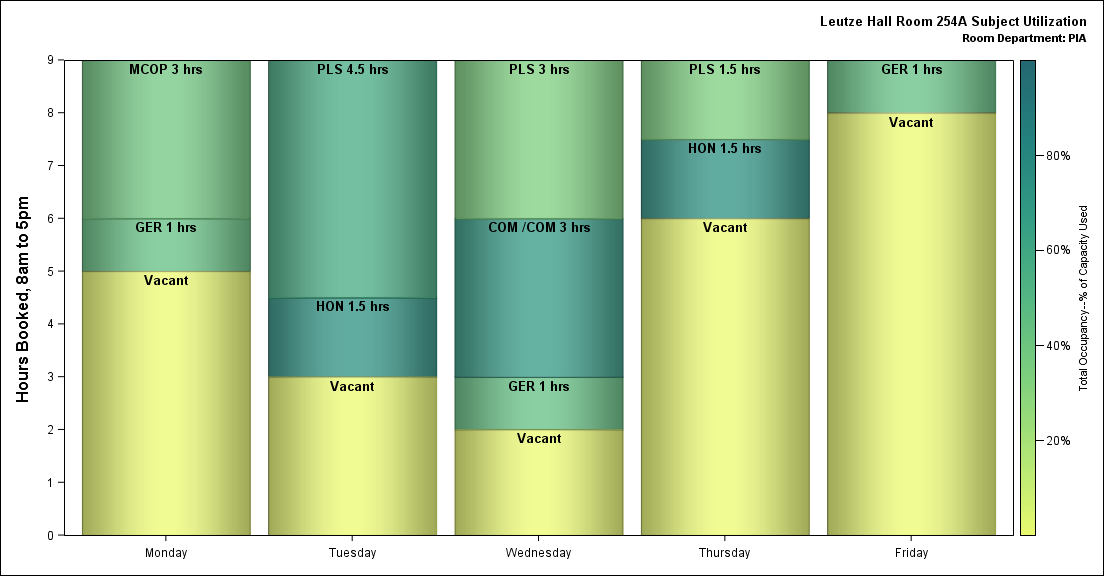 Leutze Hall Room 254A Subject Utilization
Room Department: PIA
Hours Booked, 8am to 5pm
9
8
7
6
5
4
3
2
1
0
MCOP 3 hrs
GER 1 hrs
Vacant
PLS 4.5 hrs
HON 1.5 hrs
Vacant
PLS 3 hrs
COM /COM 3 hrs
GER 1 hrs
Vacant
PLS 1.5 hrs
HON 1.5 hrs
Vacant
GER 1 hrs
Vacant
Monday
Tuesday
Wednesday
Thursday
Friday
80%
60%
40%
20%
Total Occupancy--% of Capacity Used